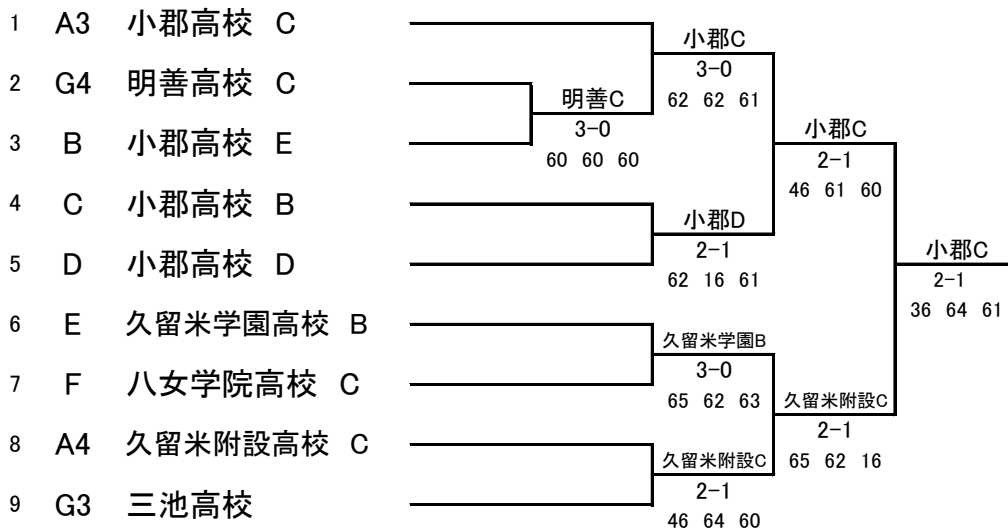 1 A3 小郡高校 C
2 G4 明善高校 C
3 B 小郡高校 E
4 C 小郡高校 B
5 D 小郡高校 D
6 E 久留米学園高校 B
7 F 八女学院高校 C
8 A4 久留米附設高校 C
9 G3 三池高校
明善C
3-0
60 60 60
小郡C
3-0
62 62 61
小郡D
2-1
62 16 61
久留米学園B
3-0
65 62 63
久留米附設C
2-1
46 64 60
小郡C
2-1
46 61 60
久留米附設C
2-1
65 62 16
小郡C
2-1
36 64 61